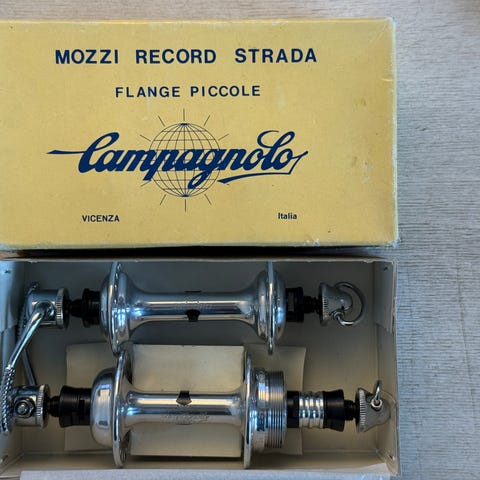 MOZZI RECORD STRADA
FLANGE PICCOLE
Campagnolo
VICENZA
Italia